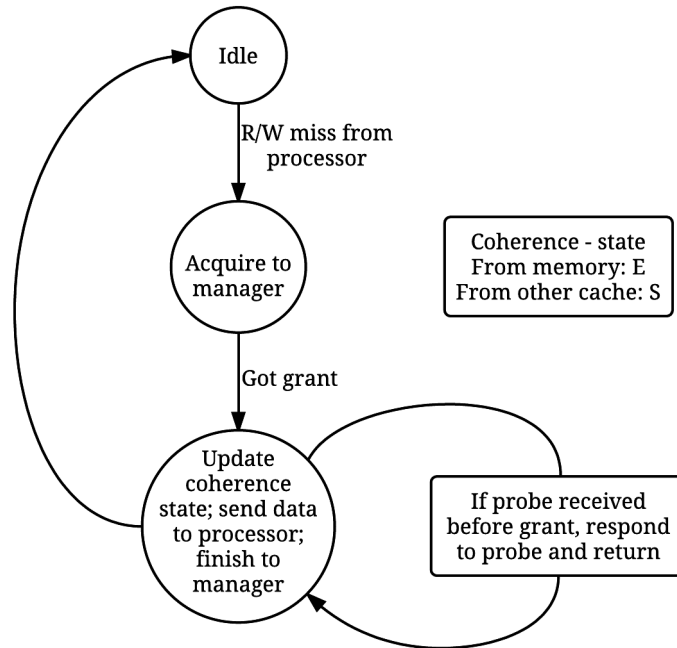 Idle
R/W miss from
processor
Acquire to
manager
Coherence - state
From memory: E
From other cache: S
Got grant
Update
coherence
state; send data
to processor;
finish to
manager
If probe received
before grant, respond
to probe and return